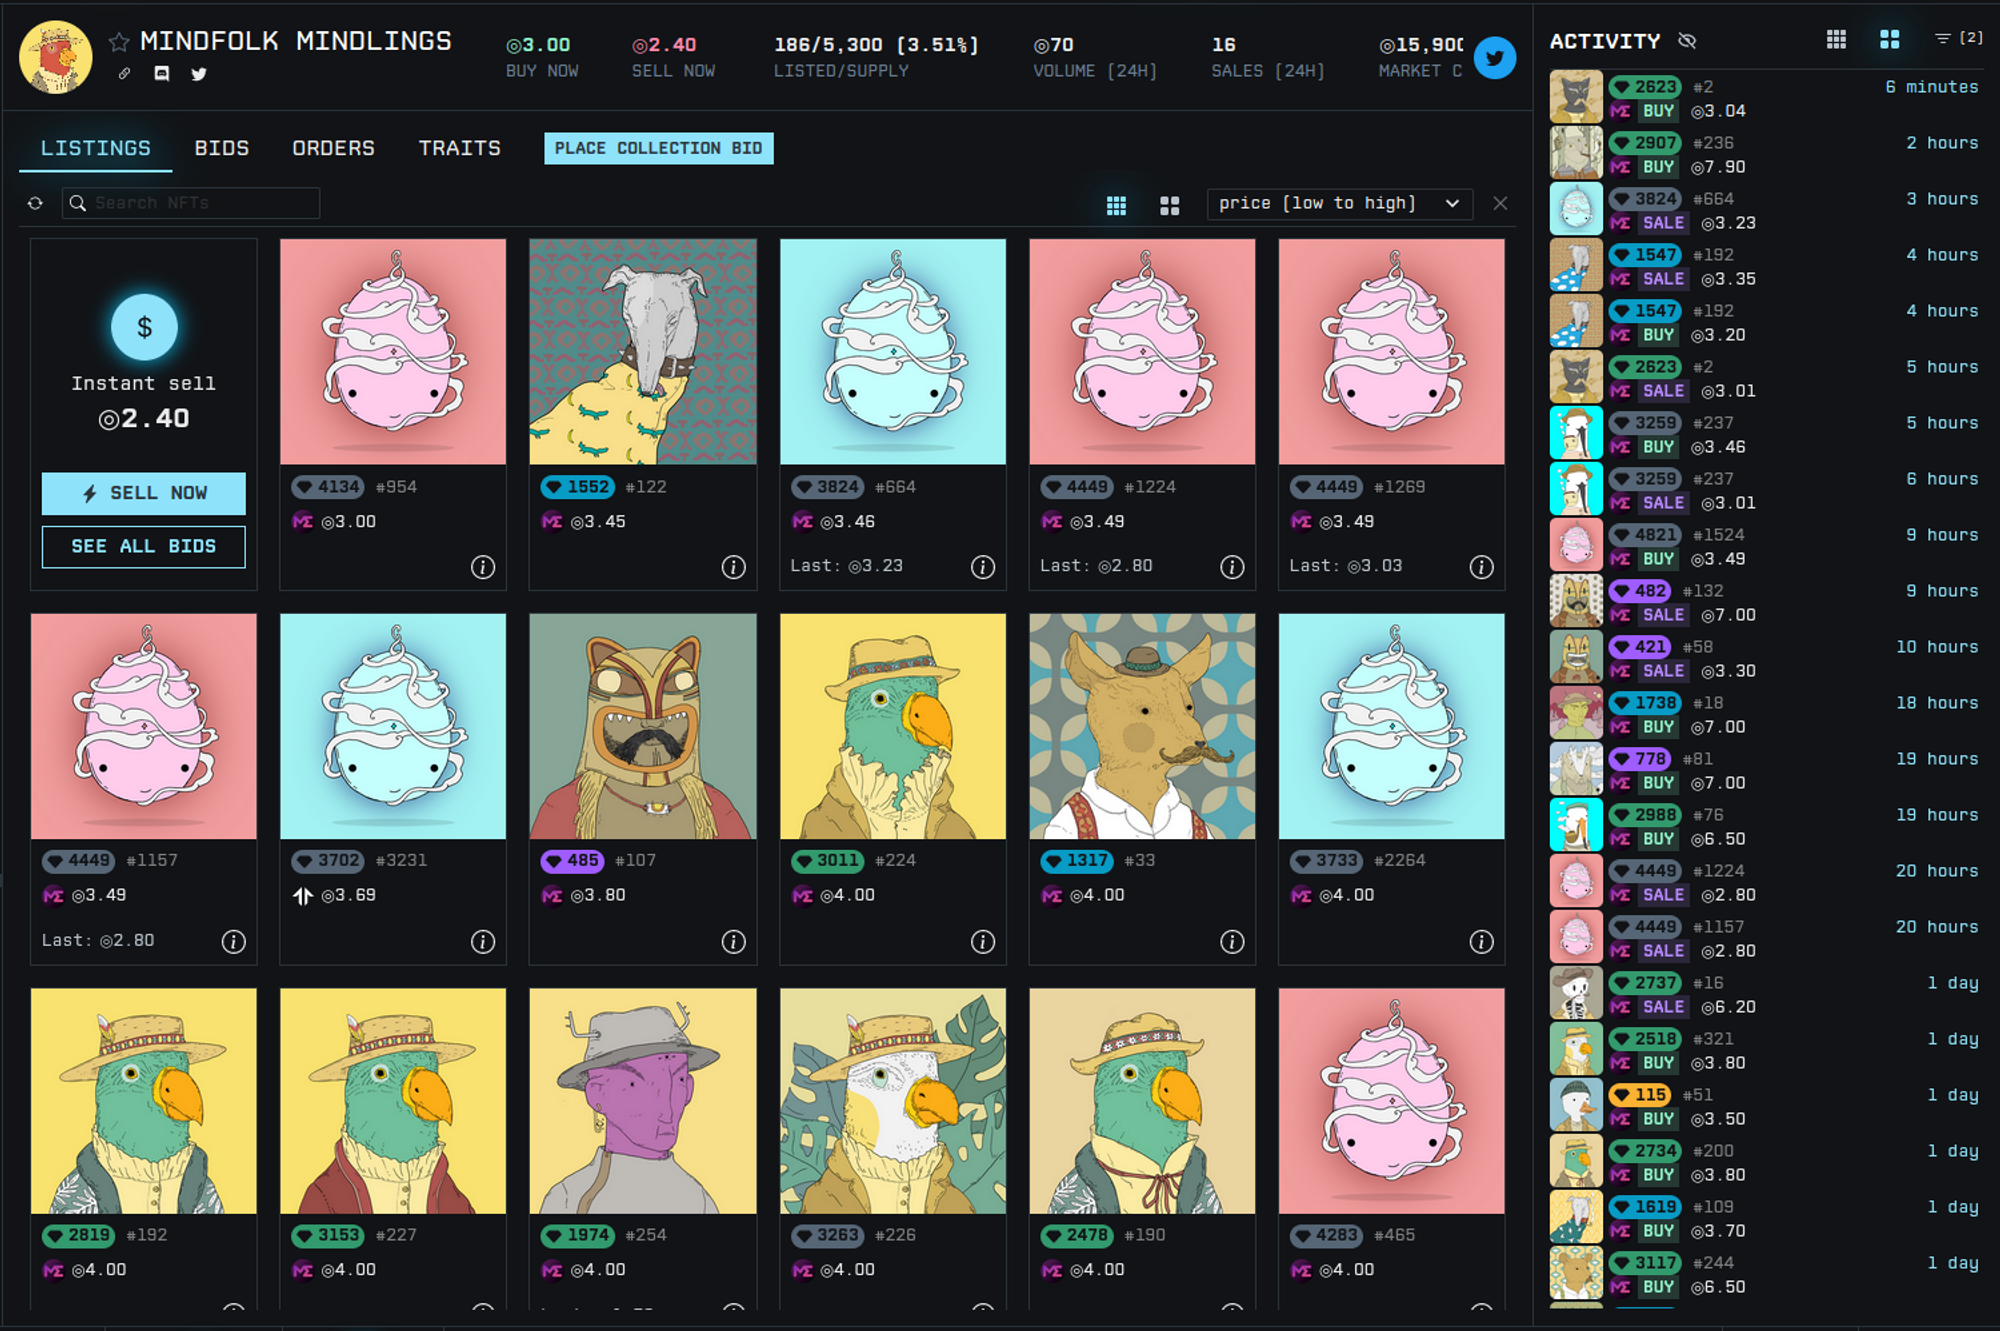 MINDFOLK MINDLINGS
◎3.00
BUY NOW
◎2.40
SELL NOW
186/5,300 [3.51%]
LISTED/SUPPLY
◎70
VOLUME [24H]
16
SALES [24H]
◎15,900
MARKET C
LISTINGS BIDS ORDERS TRAITS PLACE COLLECTION BID
Search NFTs
price [low to high]
$
Instant sell
◎2.40
SELL NOW
SEE ALL BIDS
4134 #954
◎3.00
1552 #122
◎3.45
3824 #664
◎3.46
Last: ◎3.23
4449 #1224
◎3.49
Last: ◎2.80
4449 #1269
◎3.49
Last: ◎3.03
4449 #1157
◎3.49
Last: ◎2.80
3702 #3231
◎3.69
485 #107
◎3.80
3011 #224
◎4.00
1317 #33
◎4.00
3733 #2264
◎4.00
2819 #192
◎4.00
3153 #227
◎4.00
1974 #254
◎4.00
3263 #226
◎4.00
2478 #190
◎4.00
4283 #465
◎4.00
ACTIVITY
[2]
2623 #2 6 minutes
BUY ◎3.04
2907 #236 2 hours
BUY ◎7.90
3824 #664 3 hours
SALE ◎3.23
1547 #192 4 hours
SALE ◎3.35
1547 #192 4 hours
BUY ◎3.20
2623 #2 5 hours
SALE ◎3.01
3259 #237 5 hours
BUY ◎3.46
3259 #237 6 hours
SALE ◎3.01
4821 #1524 9 hours
BUY ◎3.49
482 #132 9 hours
SALE ◎7.00
421 #58 10 hours
SALE ◎3.30
1738 #18 18 hours
BUY ◎7.00
778 #81 19 hours
BUY ◎7.00
2988 #76 19 hours
BUY ◎6.50
4449 #1224 20 hours
SALE ◎2.80
4449 #1157 20 hours
SALE ◎2.80
2737 #16 1 day
SALE ◎6.20
2518 #321 1 day
BUY ◎3.80
115 #51 1 day
BUY ◎3.50
2734 #200 1 day
BUY ◎3.80
1619 #109 1 day
BUY ◎3.70
3117 #244 1 day
BUY ◎6.50